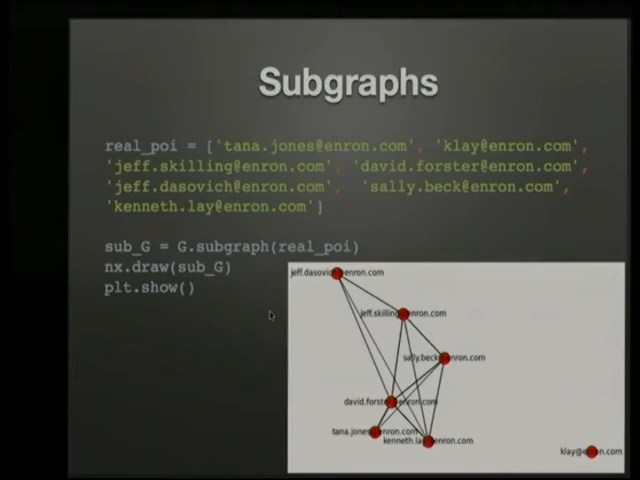 Subgraphs
real_poi = ['tana.jones@enron.com', 'klay@enron.com',
'jeff.skilling@enron.com', 'david.forster@enron.com',
'jeff.dasovich@enron.com', 'sally.beck@enron.com',
'kenneth.lay@enron.com']
sub_G = G.subgraph(real_poi)
nx.draw(sub_G)
plt.show()
jeff.dasovich@enron.com
jeff.skilling@enron.com
sally.beck@enron.com
david.forster@enron.com
tana.jones@enron.com
kenneth.lay@enron.com
klay@enron.com